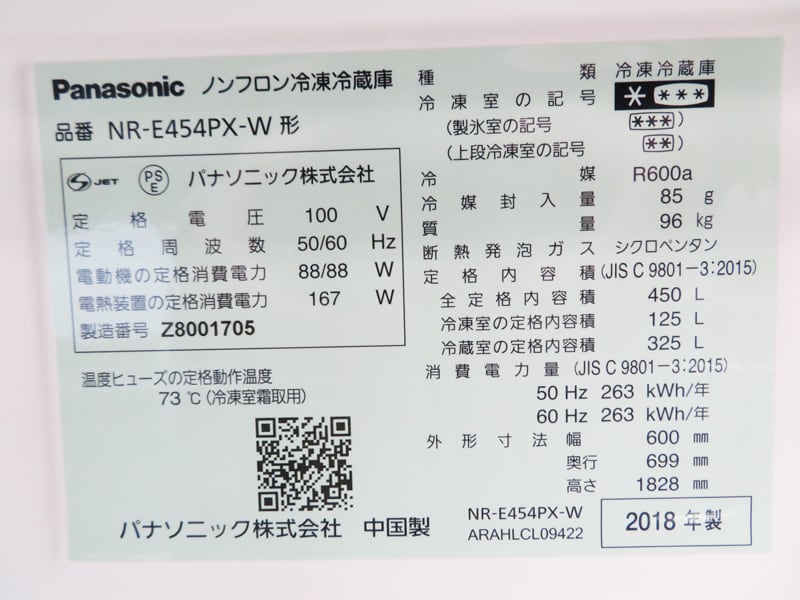 Panasonic ノンフロン冷凍冷蔵庫
品番 NR-E454PX-W 形
JET PSE パナソニック株式会社
定格電圧 100 V
定格周波数 50/60 Hz
電動機の定格消費電力 88/88 W
電熱装置の定格消費電力 167 W
製造番号 Z8001705
温度ヒューズの定格動作温度
73 ℃ (冷凍室霜取用)
パナソニック株式会社 中国製
種類 冷凍冷蔵庫
冷凍室の記号 * ***
(製氷室の記号 ***)
(上段冷凍室の記号 **)
冷媒 R600a
冷媒封入量 85 g
質量 96 kg
断熱発泡ガス シクロペンタン
定格内容積 (JIS C 9801-3:2015)
全定格内容積 450 L
冷凍室の定格内容積 125 L
冷蔵室の定格内容積 325 L
消費電力量 (JIS C 9801-3:2015)
50 Hz 263 kWh/年
60 Hz 263 kWh/年
外形寸法幅 600 mm
奥行 699 mm
高さ 1828 mm
NR-E454PX-W
ARAHLCL09422
2018 年製